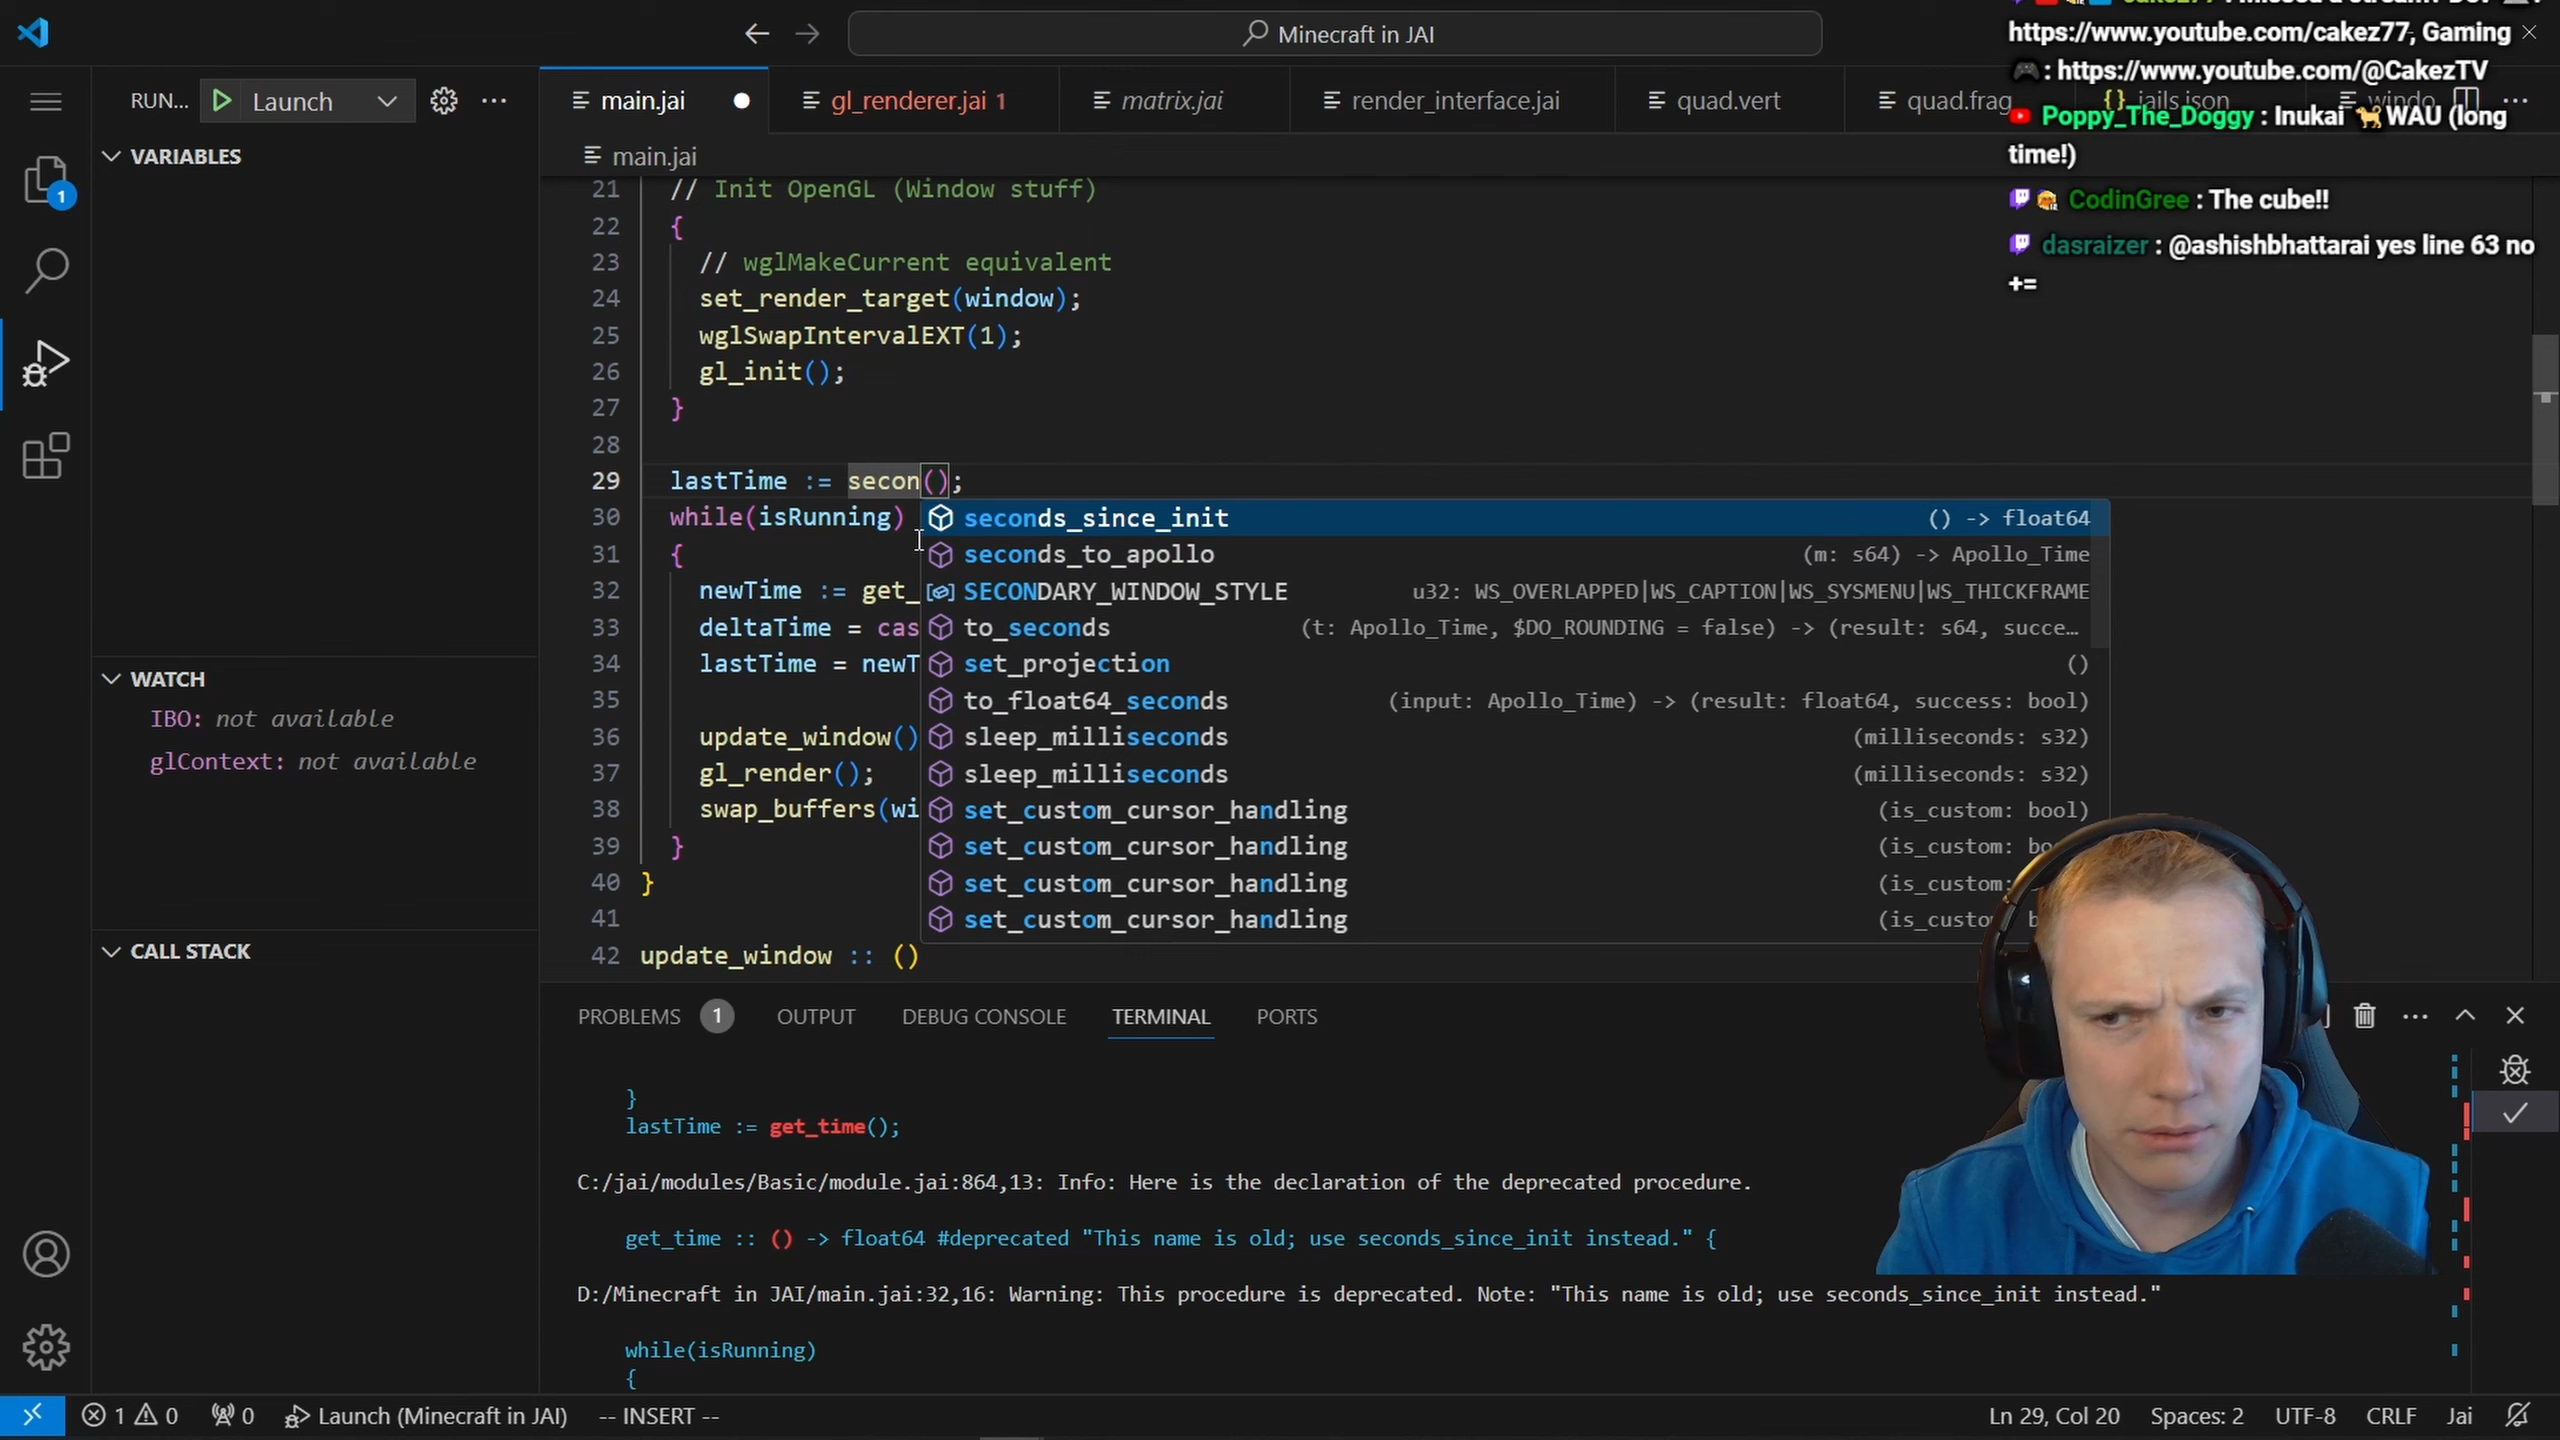 Minecraft in JAI
cakez77 : I missed a stream? Dev
https://www.youtube.com/cakez77, Gaming
: https://www.youtube.com/@CakezTV
Poppy_The_Doggy : Inukai WAU (long
time!)
CodinGree : The cube!!
dasraizer : @ashishbhattarai yes line 63 no
+=
RUN... Launch
main.jai
gl_renderer.jai 1
matrix.jai
render_interface.jai
quad.vert
quad.frag
jails.json
windo
VARIABLES
main.jai
1
21 // Init OpenGL (Window stuff)
22 {
23 // wglMakeCurrent equivalent
24 set_render_target(window);
25 wglSwapIntervalEXT(1);
26 gl_init();
27 }
28
29 lastTime := secon();
30 while(isRunning)
31 {
32 newTime := get_
33 deltaTime = cas
34 lastTime = newT
35
36 update_window()
37 gl_render();
38 swap_buffers(wi
39 }
40 }
41
42 update_window :: ()
seconds_since_init () -> float64
seconds_to_apollo (m: s64) -> Apollo_Time
SECONDARY_WINDOW_STYLE u32: WS_OVERLAPPED|WS_CAPTION|WS_SYSMENU|WS_THICKFRAME
to_seconds (t: Apollo_Time, $DO_ROUNDING = false) -> (result: s64, succe…
set_projection ()
to_float64_seconds (input: Apollo_Time) -> (result: float64, success: bool)
sleep_milliseconds (milliseconds: s32)
sleep_milliseconds (milliseconds: s32)
set_custom_cursor_handling (is_custom: bool)
set_custom_cursor_handling (is_custom: bo
set_custom_cursor_handling (is_custom:
set_custom_cursor_handling (is_custo
WATCH
IBO: not available
glContext: not available
CALL STACK
PROBLEMS 1 OUTPUT DEBUG CONSOLE TERMINAL PORTS
}
lastTime := get_time();
C:/jai/modules/Basic/module.jai:864,13: Info: Here is the declaration of the deprecated procedure.
get_time :: () -> float64 #deprecated "This name is old; use seconds_since_init instead." {
D:/Minecraft in JAI/main.jai:32,16: Warning: This procedure is deprecated. Note: "This name is old; use seconds_since_init instead."
while(isRunning)
{
1 0 0 Launch (Minecraft in JAI) -- INSERT -- Ln 29, Col 20 Spaces: 2 UTF-8 CRLF Jai